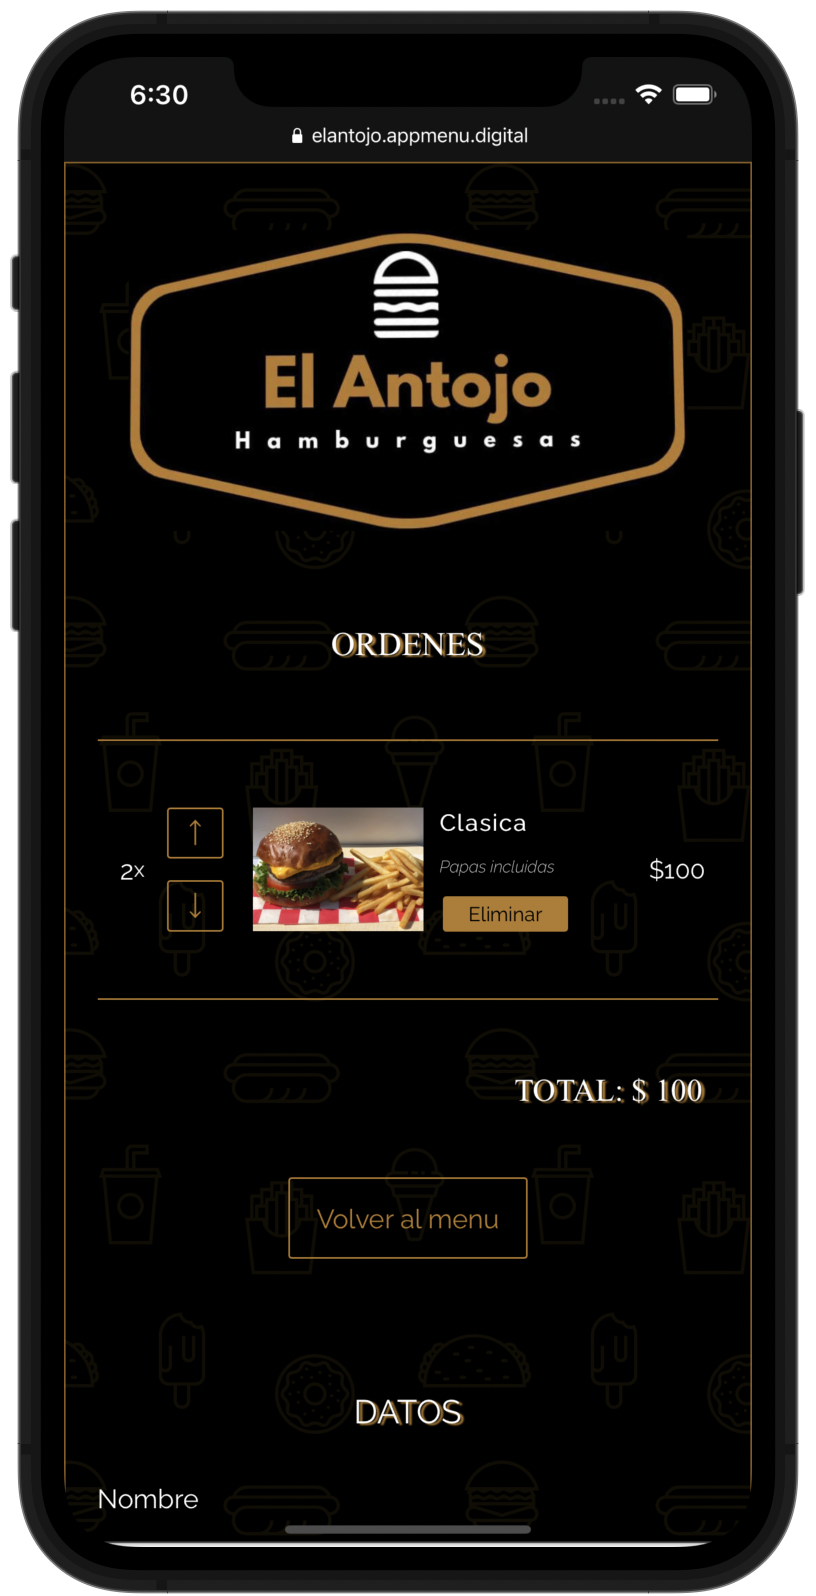 6:30
elantojo.appmenu.digital
El Antojo
Hamburguesas
ORDENES
2x
↑
↓
Clasica
Papas incluidas
Eliminar
$100
TOTAL: $ 100
Volver al menu
DATOS
Nombre